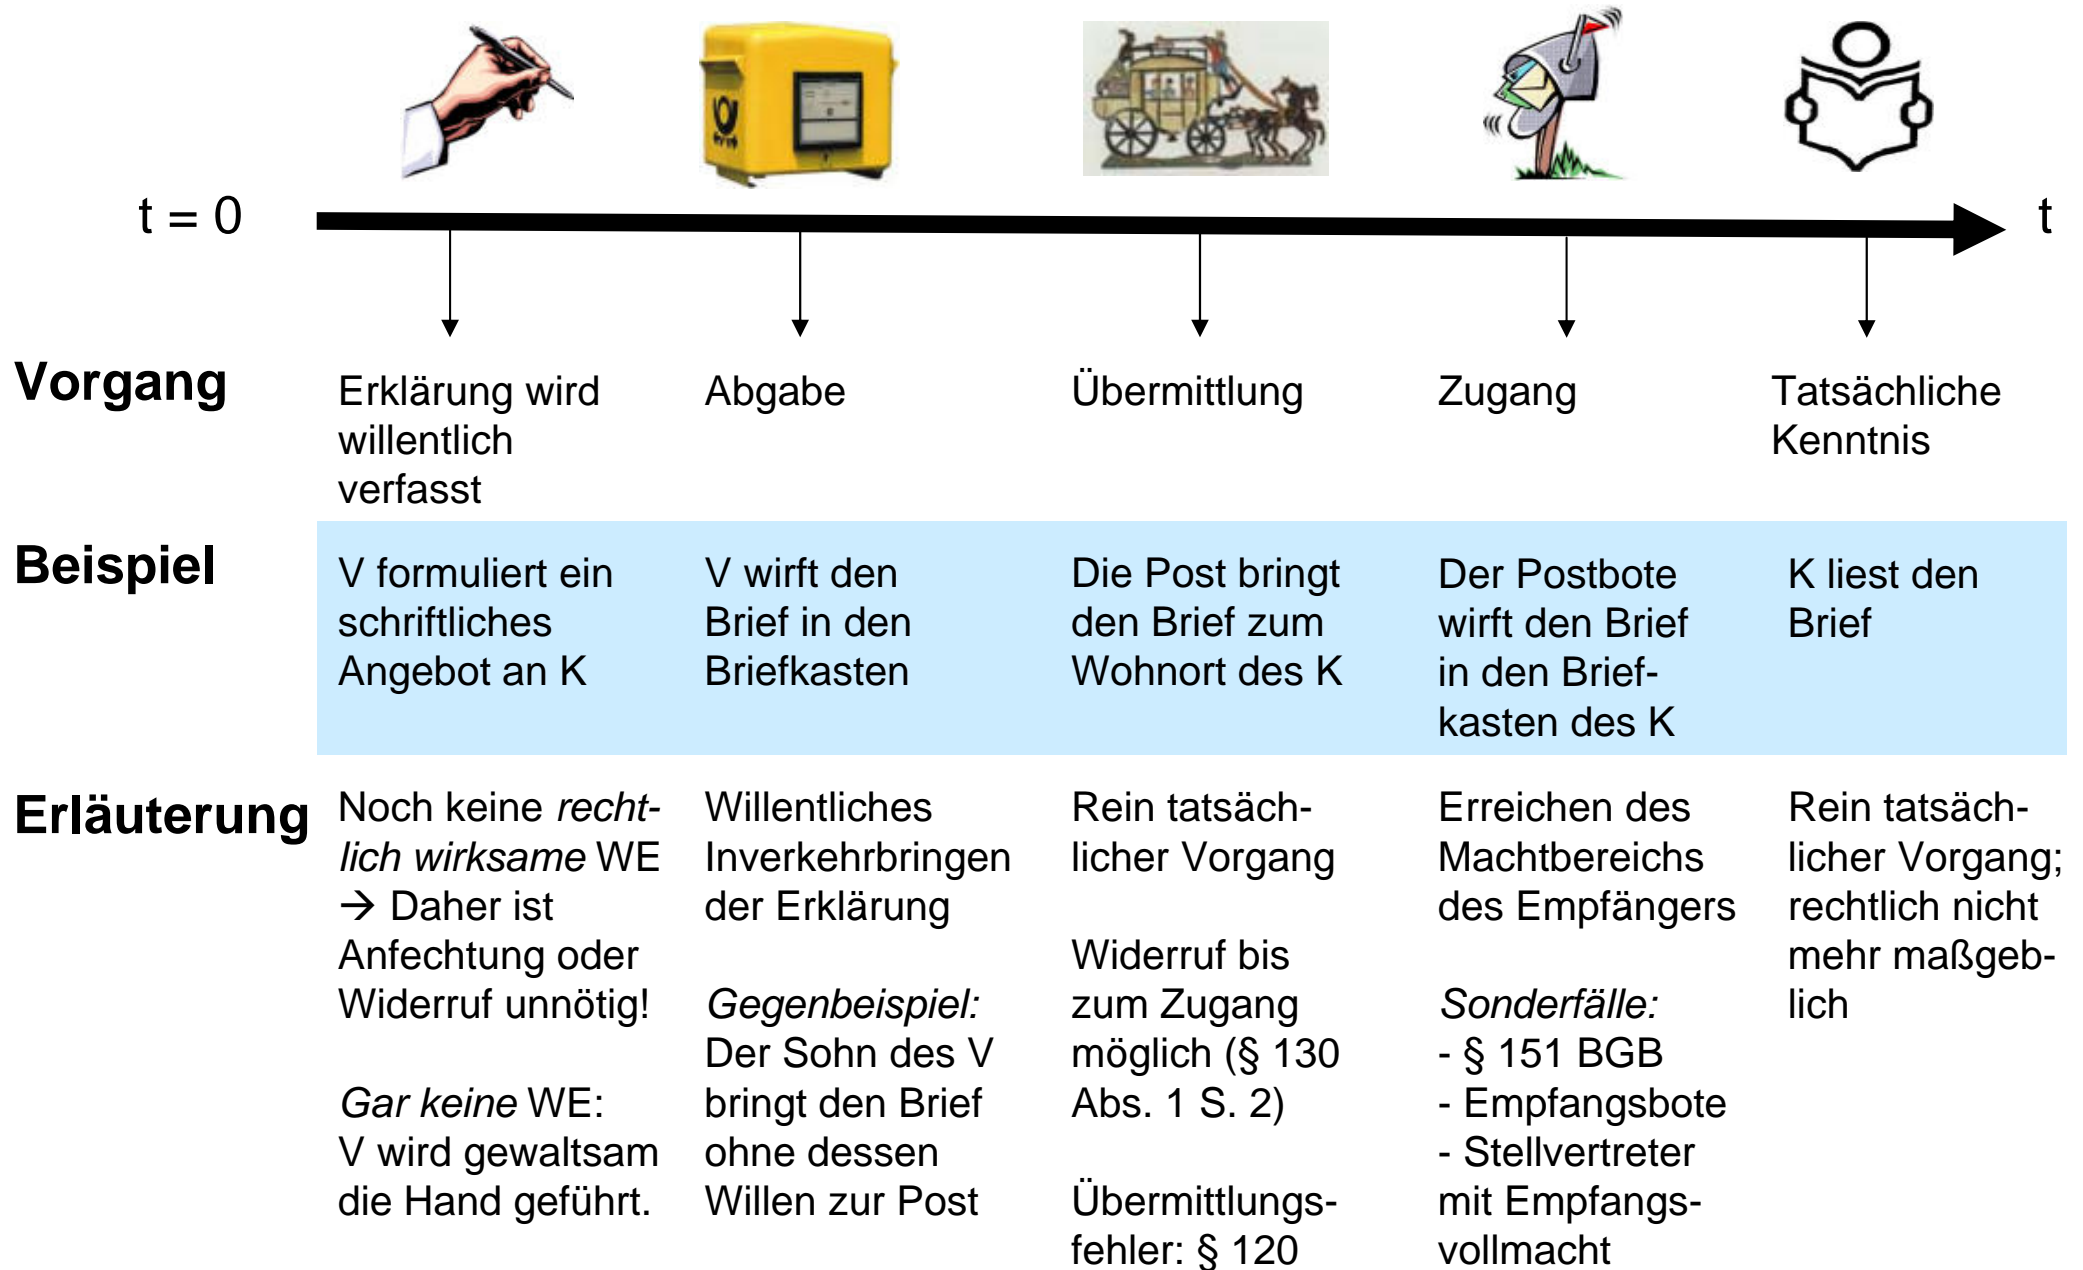 t = 0
t
Vorgang
Erklärung wird
willentlich
verfasst
Abgabe
Übermittlung
Zugang
Tatsächliche
Kenntnis
Beispiel
V formuliert ein
schriftliches
Angebot an K
V wirft den
Brief in den
Briefkasten
Die Post bringt
den Brief zum
Wohnort des K
Der Postbote
wirft den Brief
in den Brief-
kasten des K
K liest den
Brief
Erläuterung
Noch keine recht-
lich wirksame WE
→ Daher ist
Anfechtung oder
Widerruf unnötig!
Gar keine WE:
V wird gewaltsam
die Hand geführt.
Willentliches
Inverkehrbringen
der Erklärung
Gegenbeispiel:
Der Sohn des V
bringt den Brief
ohne dessen
Willen zur Post
Rein tatsäch-
licher Vorgang
Widerruf bis
zum Zugang
möglich (§ 130
Abs. 1 S. 2)
Übermittlungs-
fehler: § 120
Erreichen des
Machtbereichs
des Empfängers
Sonderfälle:
- § 151 BGB
- Empfangsbote
- Stellvertreter
mit Empfangs-
vollmacht
Rein tatsäch-
licher Vorgang;
rechtlich nicht
mehr maßgeb-
lich